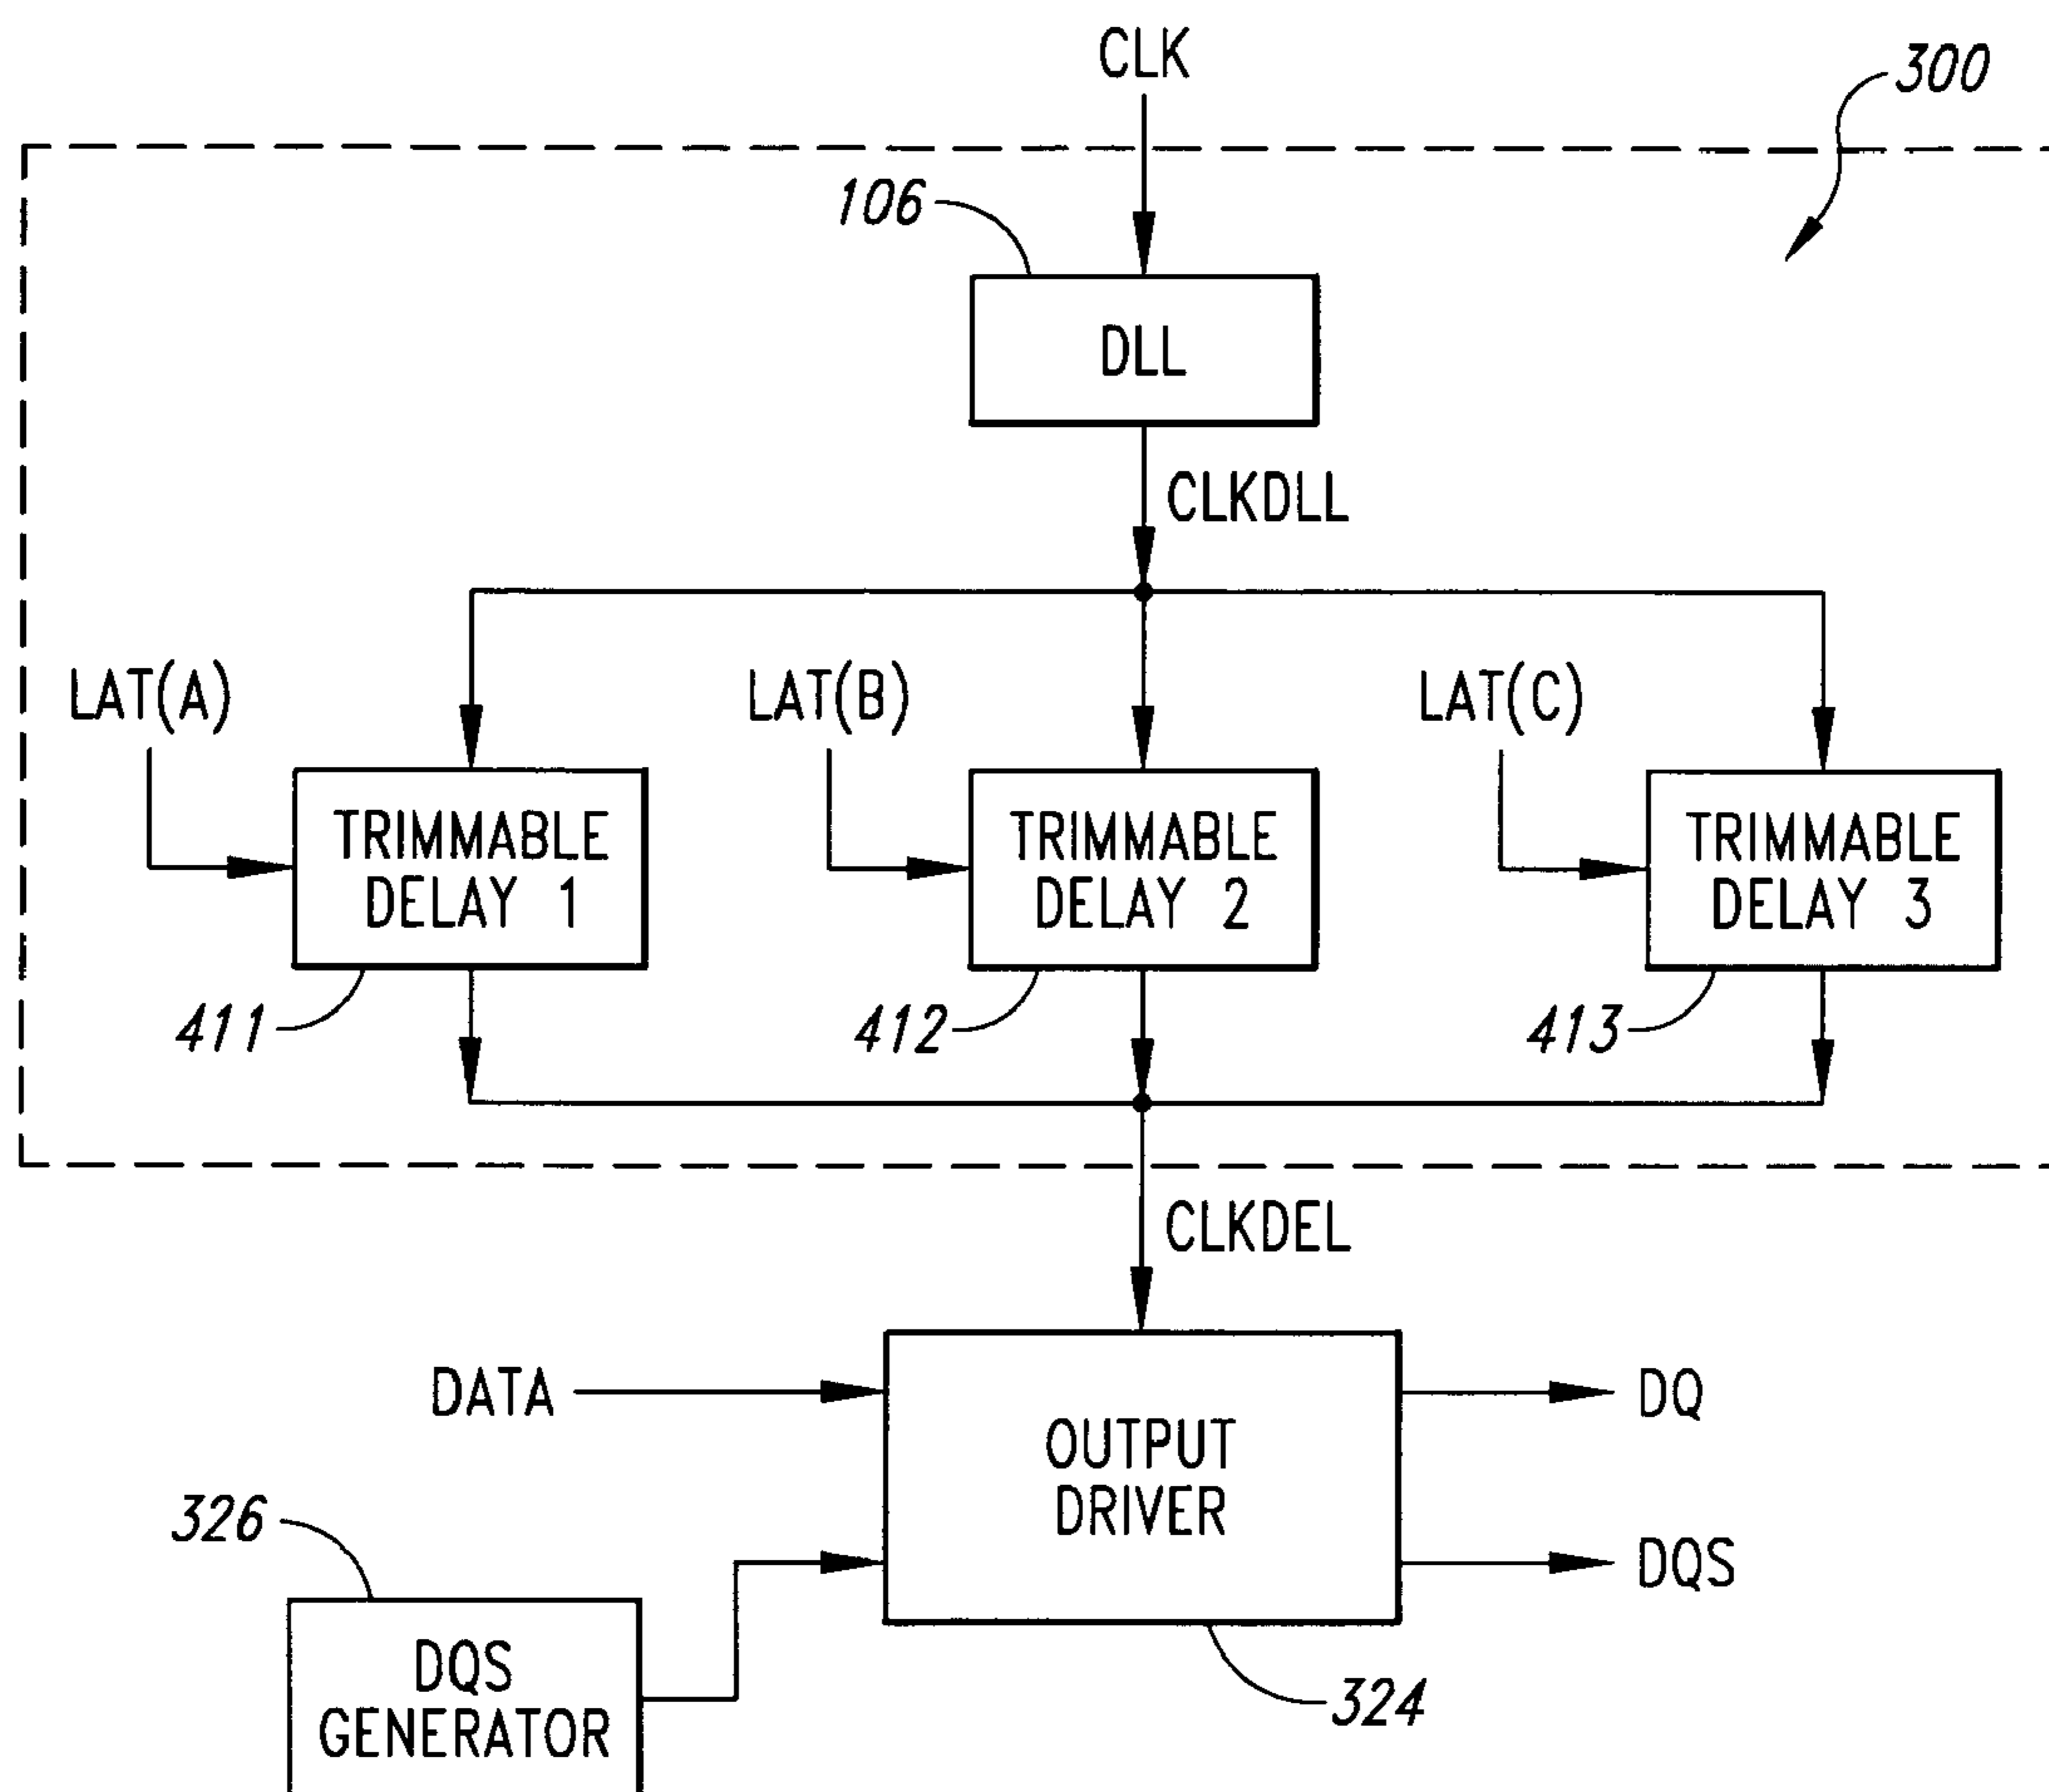 CLK
300
106
DLL
CLKDLL
LAT(A)
LAT(B)
LAT(C)
TRIMMABLE
DELAY 1
TRIMMABLE
DELAY 2
TRIMMABLE
DELAY 3
411
412
413
CLKDEL
DATA
OUTPUT
DRIVER
DQ
DQS
326
DQS
GENERATOR
324